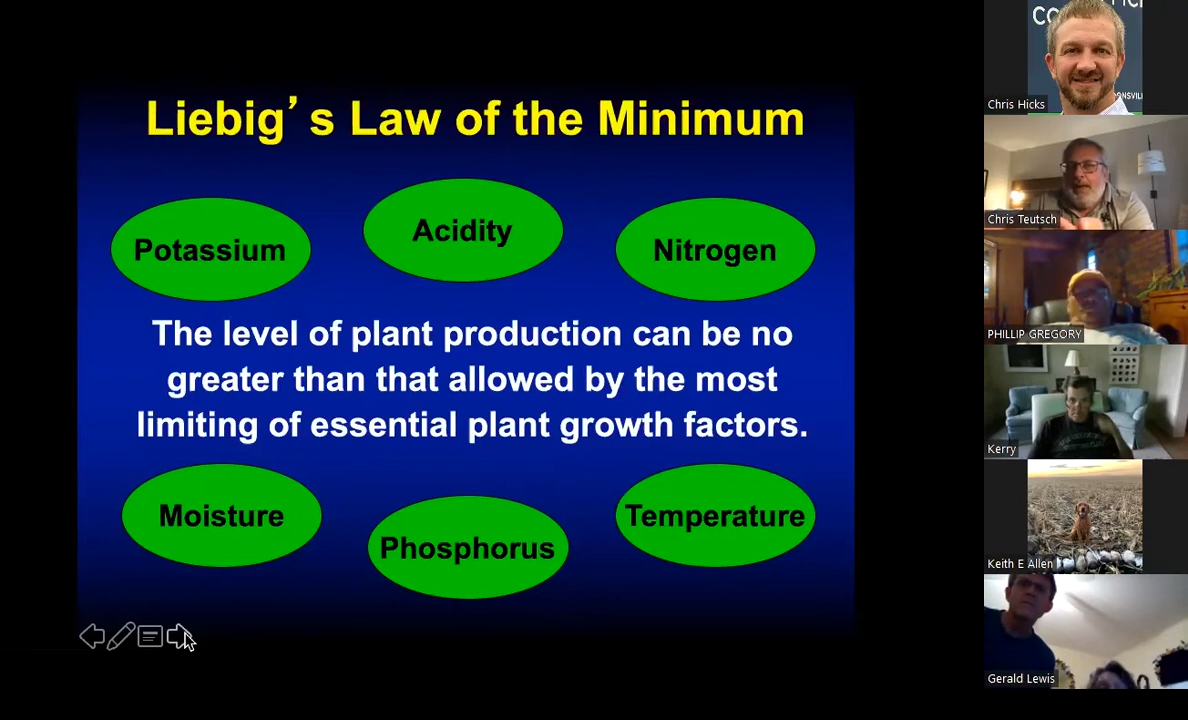 Liebig’s Law of the Minimum
Potassium
Acidity
Nitrogen
The level of plant production can be no
greater than that allowed by the most
limiting of essential plant growth factors.
Moisture
Phosphorus
Temperature
Chris Hicks
Chris Teutsch
PHILLIP GREGORY
Kerry
Keith E Allen
Gerald Lewis